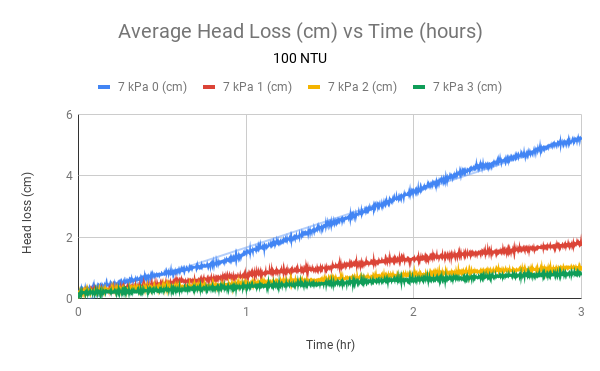 Average Head Loss (cm) vs Time (hours)
100 NTU
7 kPa 0 (cm) 7 kPa 1 (cm) 7 kPa 2 (cm) 7 kPa 3 (cm)
6
4
2
0
Head loss (cm)
0 1 2 3
Time (hr)